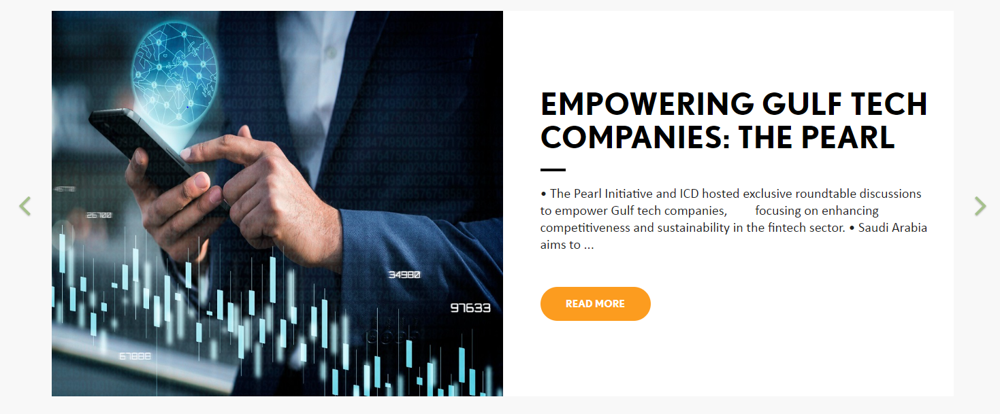 EMPOWERING GULF TECH
COMPANIES: THE PEARL
• The Pearl Initiative and ICD hosted exclusive roundtable discussions
to empower Gulf tech companies, focusing on enhancing
competitiveness and sustainability in the fintech sector. • Saudi Arabia
aims to ...
READ MORE
26700
34980
97633
67888